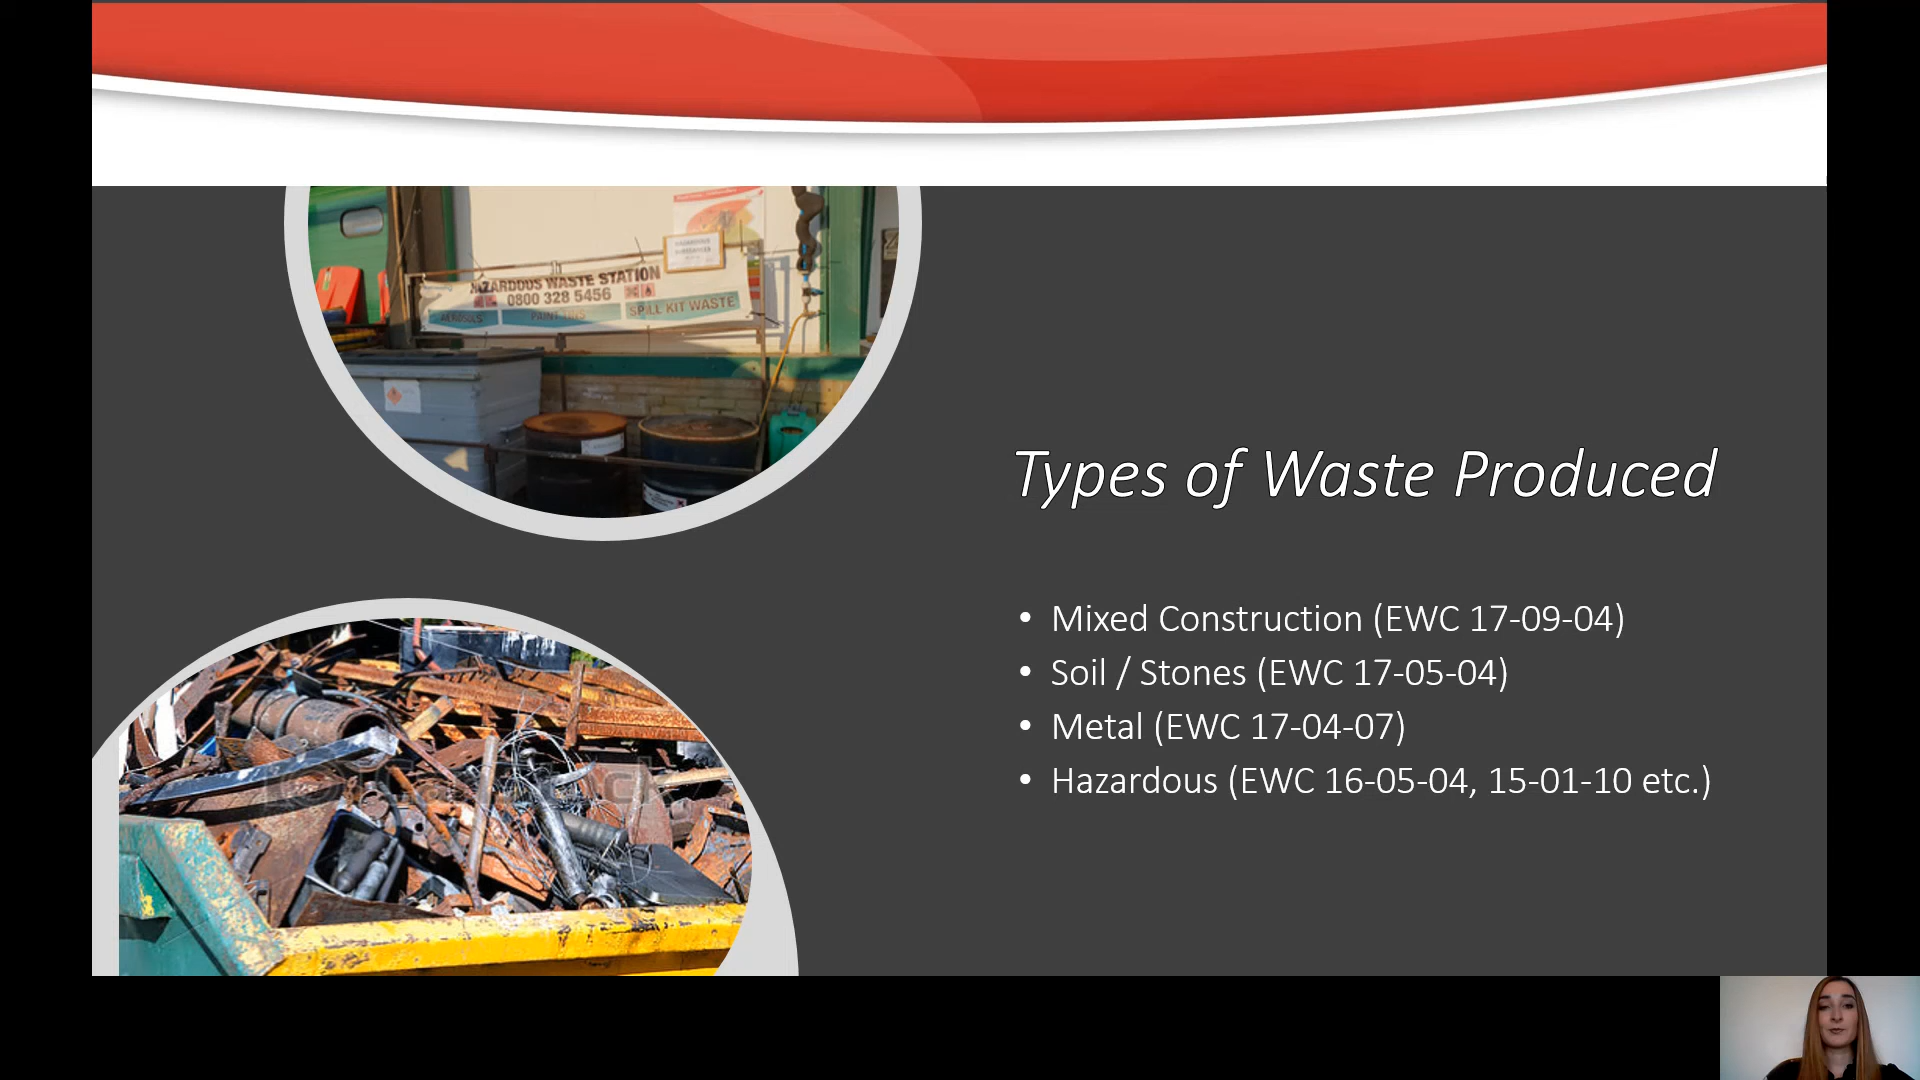 HAZARDOUS WASTE STATION
0800 328 5456
AEROSOLS
PAINT TINS
SPILL KIT WASTE
Types of Waste Produced
• Mixed Construction (EWC 17-09-04)
• Soil / Stones (EWC 17-05-04)
• Metal (EWC 17-04-07)
• Hazardous (EWC 16-05-04, 15-01-10 etc.)